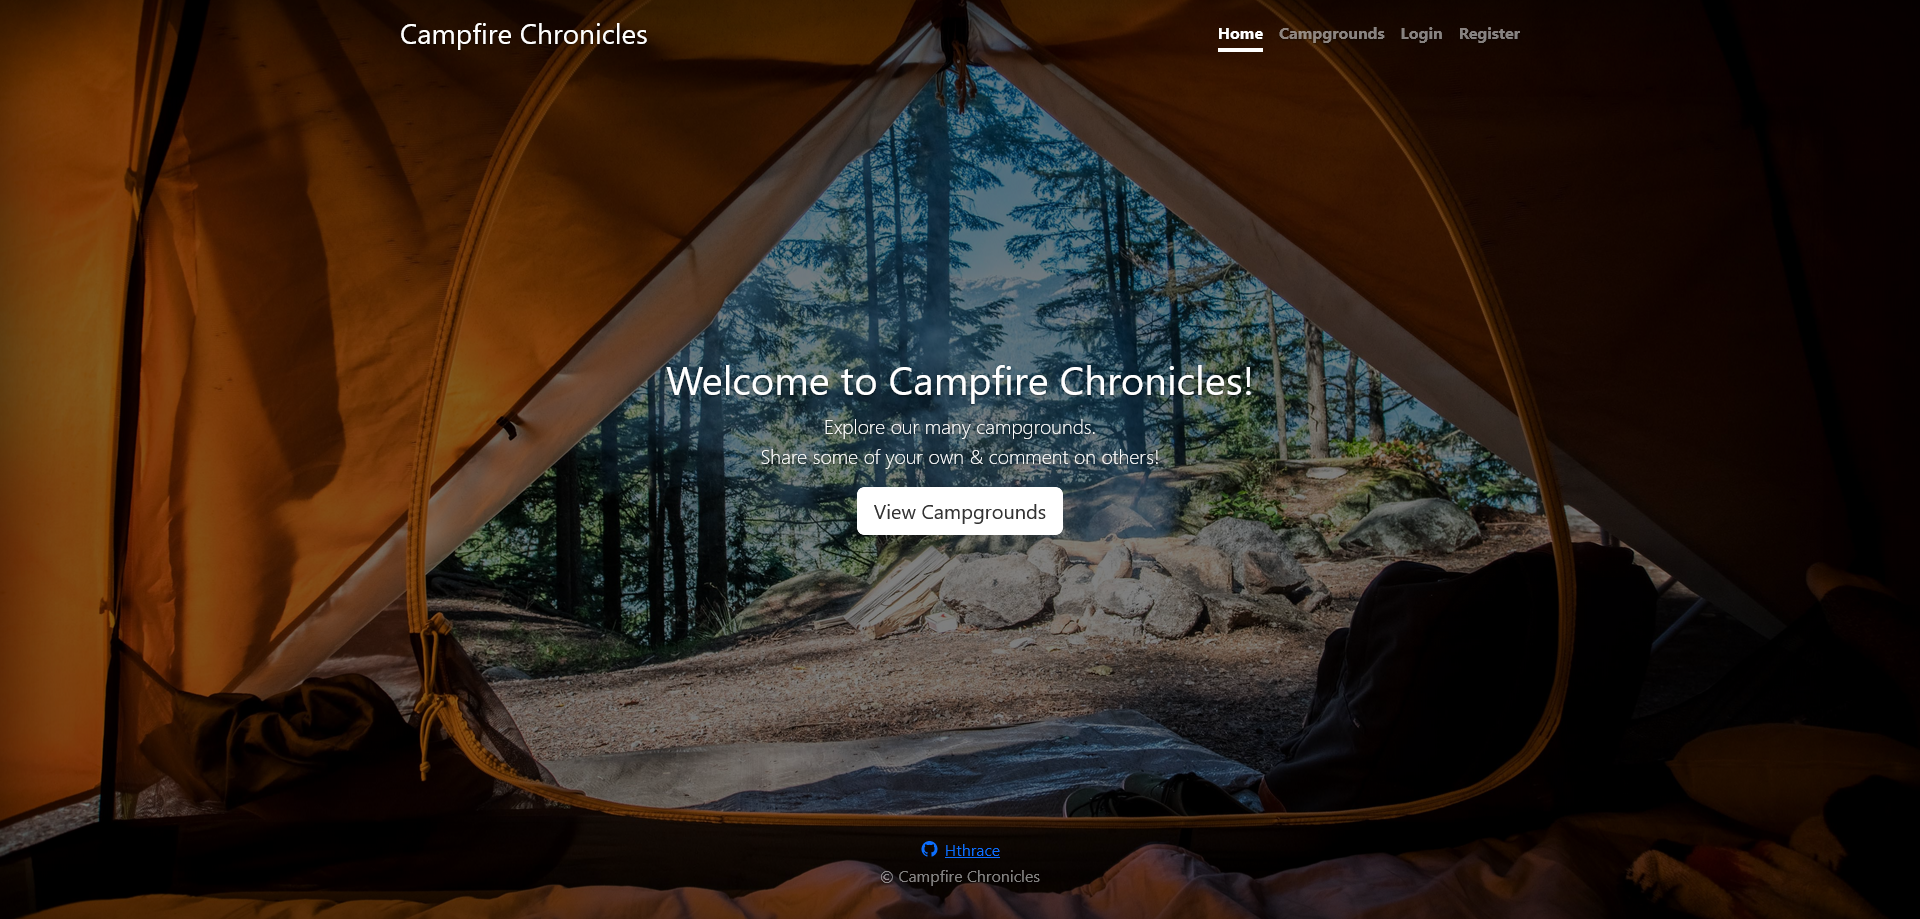 Campfire Chronicles
Home Campgrounds Login Register
Welcome to Campfire Chronicles!
Explore our many campgrounds.
Share some of your own & comment on others!
View Campgrounds
Hthrace
© Campfire Chronicles